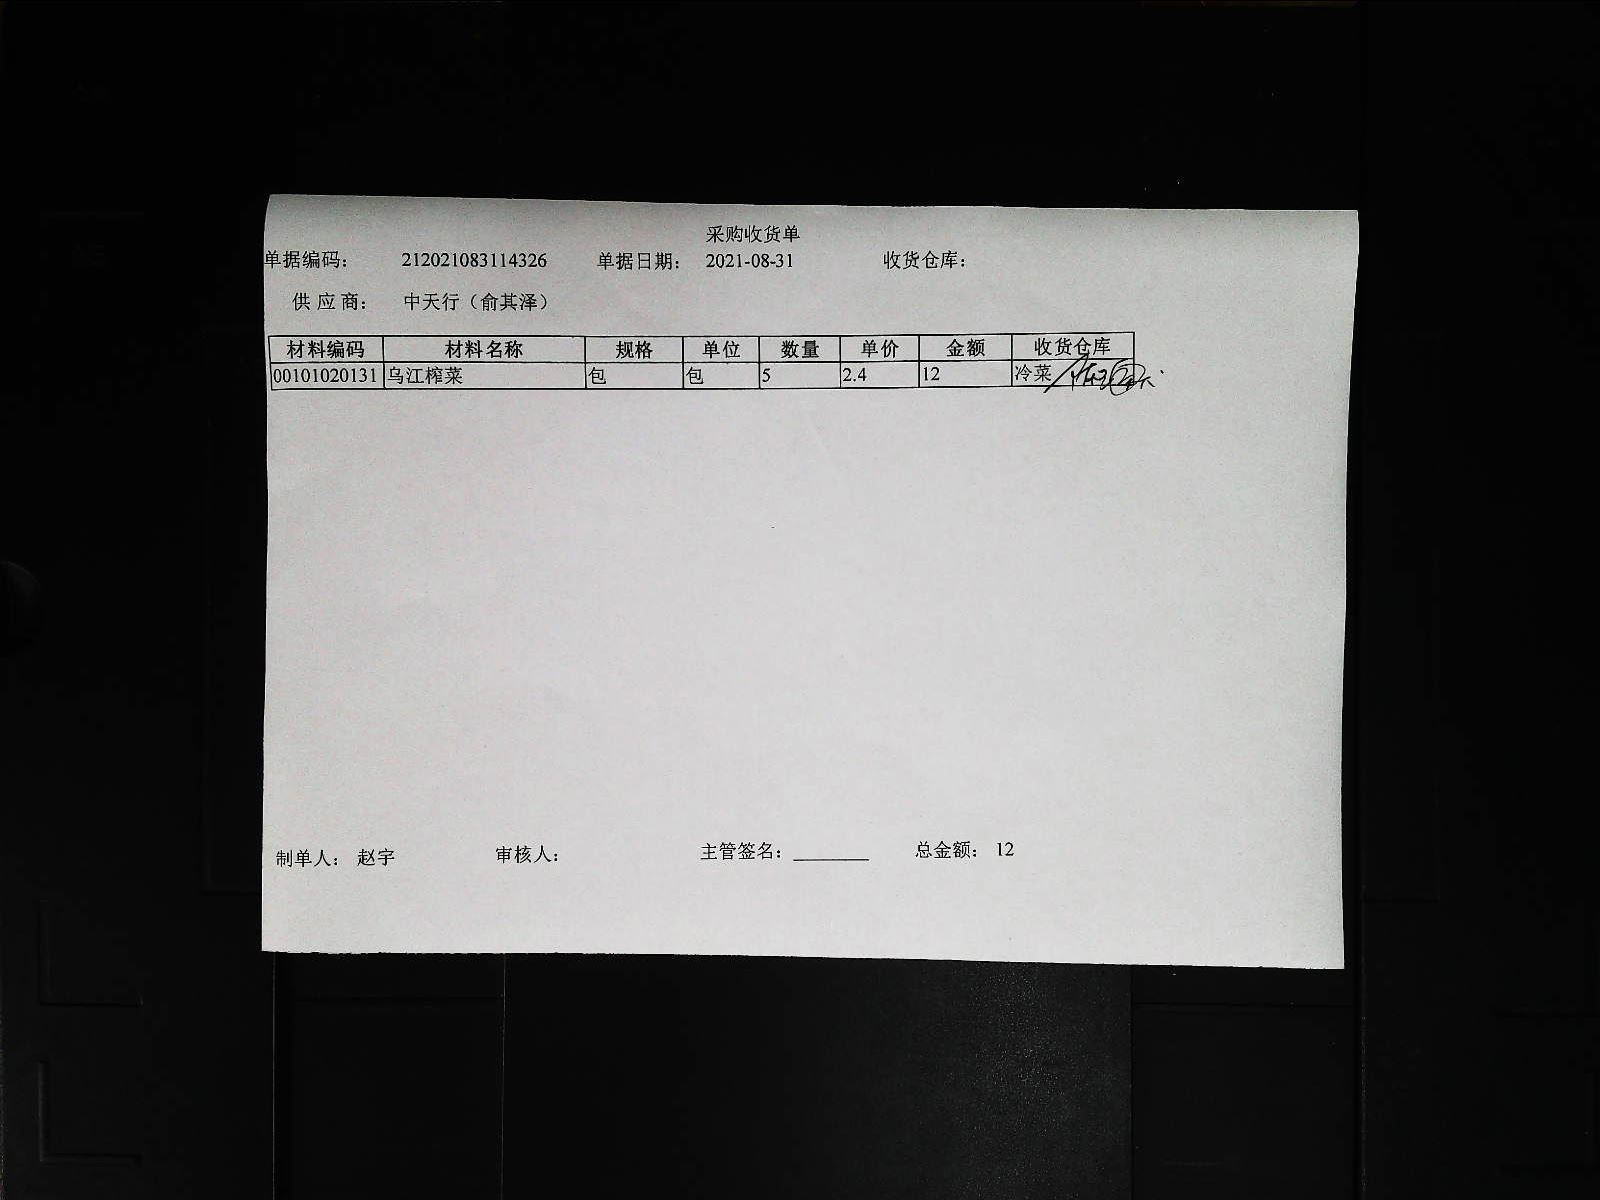 采购收货单
单据编码： 212021083114326 单据日期： 2021-08-31 收货仓库：
供 应 商： 中天行（俞其泽）
材料编码 材料名称 规格 单位 数量 单价 金额 收货仓库
00101020131 乌江榨菜 包 包 5 2.4 12 冷菜
制单人： 赵宇 审核人： 主管签名：________ 总金额： 12